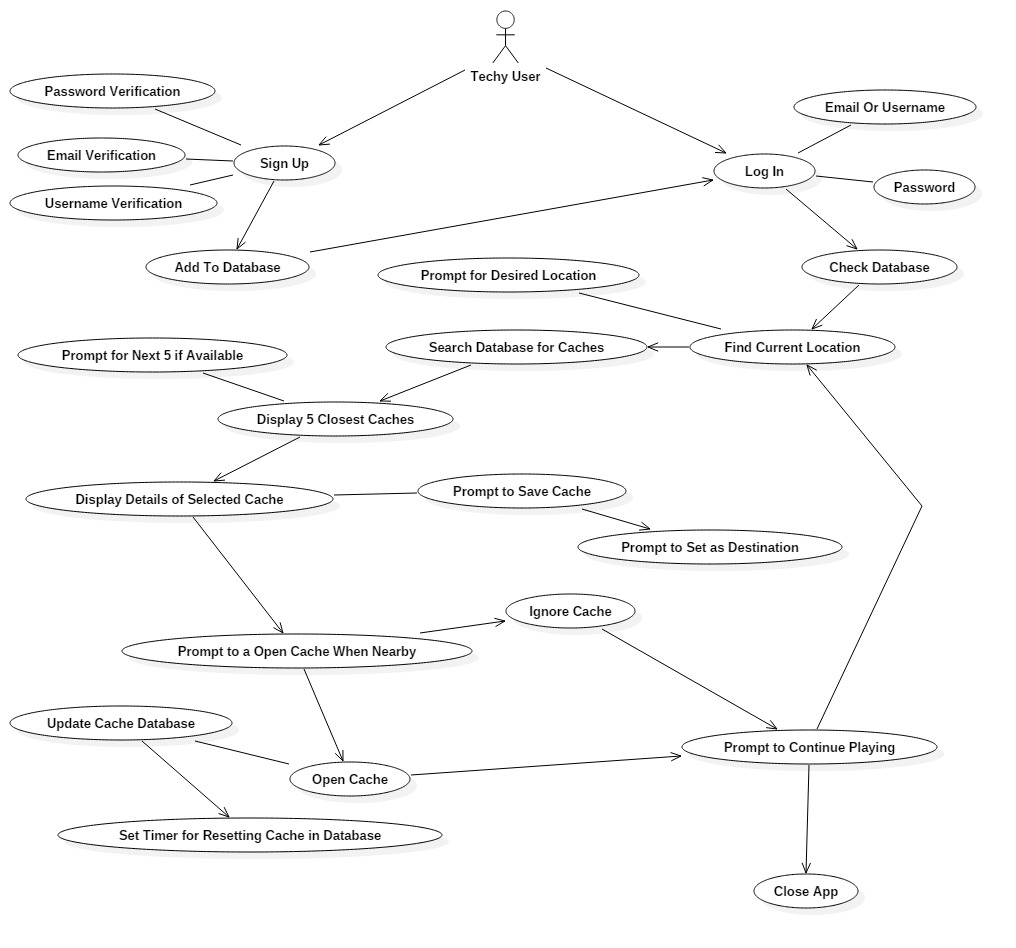 Techy User
Password Verification
Email Or Username
Email Verification
Sign Up
Log In
Password
Username Verification
Add To Database
Prompt for Desired Location
Check Database
Prompt for Next 5 if Available
Search Database for Caches
Find Current Location
Display 5 Closest Caches
Display Details of Selected Cache
Prompt to Save Cache
Prompt to Set as Destination
Ignore Cache
Prompt to a Open Cache When Nearby
Update Cache Database
Prompt to Continue Playing
Open Cache
Set Timer for Resetting Cache in Database
Close App